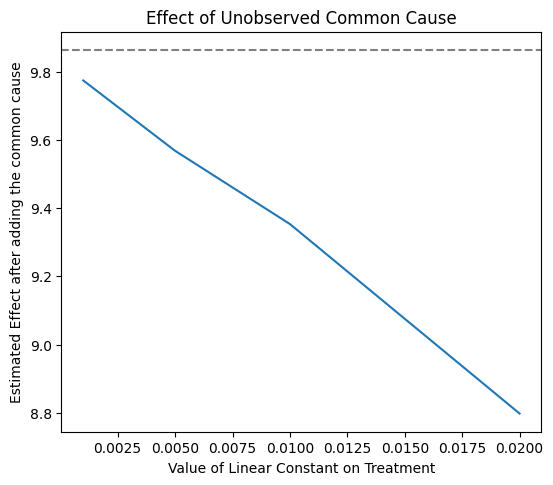 Effect of Unobserved Common Cause
Estimated Effect after adding the common cause
9.8
9.6
9.4
9.2
9.0
8.8
0.0025 0.0050 0.0075 0.0100 0.0125 0.0150 0.0175 0.0200
Value of Linear Constant on Treatment